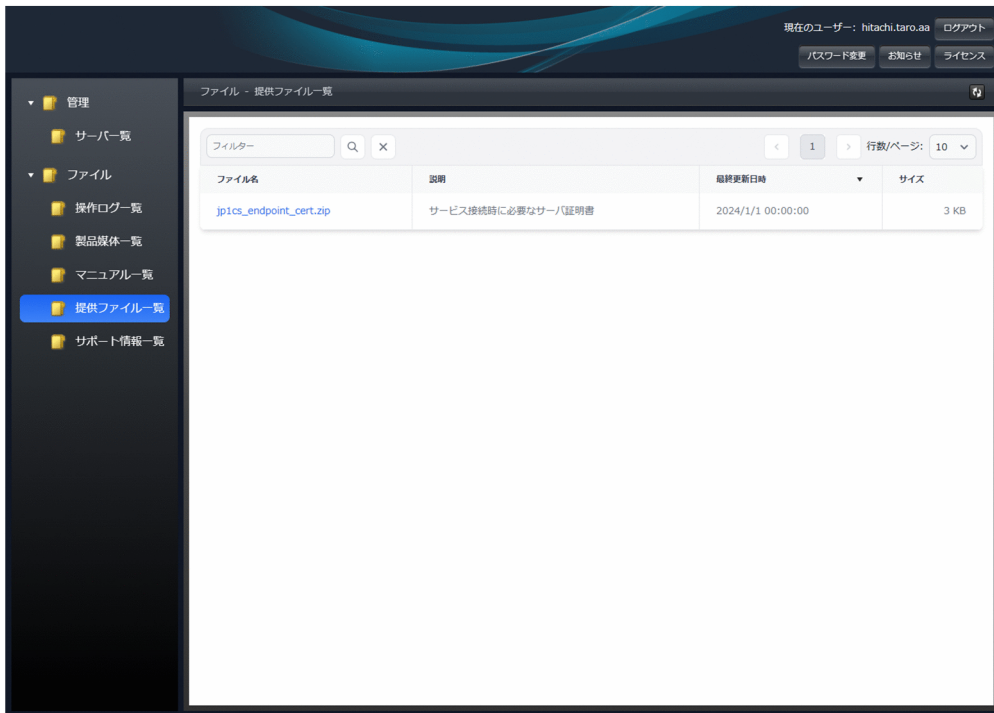 現在のユーザー: hitachi.taro.aa ログアウト
パスワード変更 お知らせ ライセンス
管理
サーバ一覧
ファイル
操作ログ一覧
製品媒体一覧
マニュアル一覧
提供ファイル一覧
サポート情報一覧
ファイル - 提供ファイル一覧
フィルター 1 行数/ページ: 10
ファイル名 説明 最終更新日時 サイズ
jp1cs_endpoint_cert.zip サービス接続時に必要なサーバ証明書 2024/1/1 00:00:00 3 KB